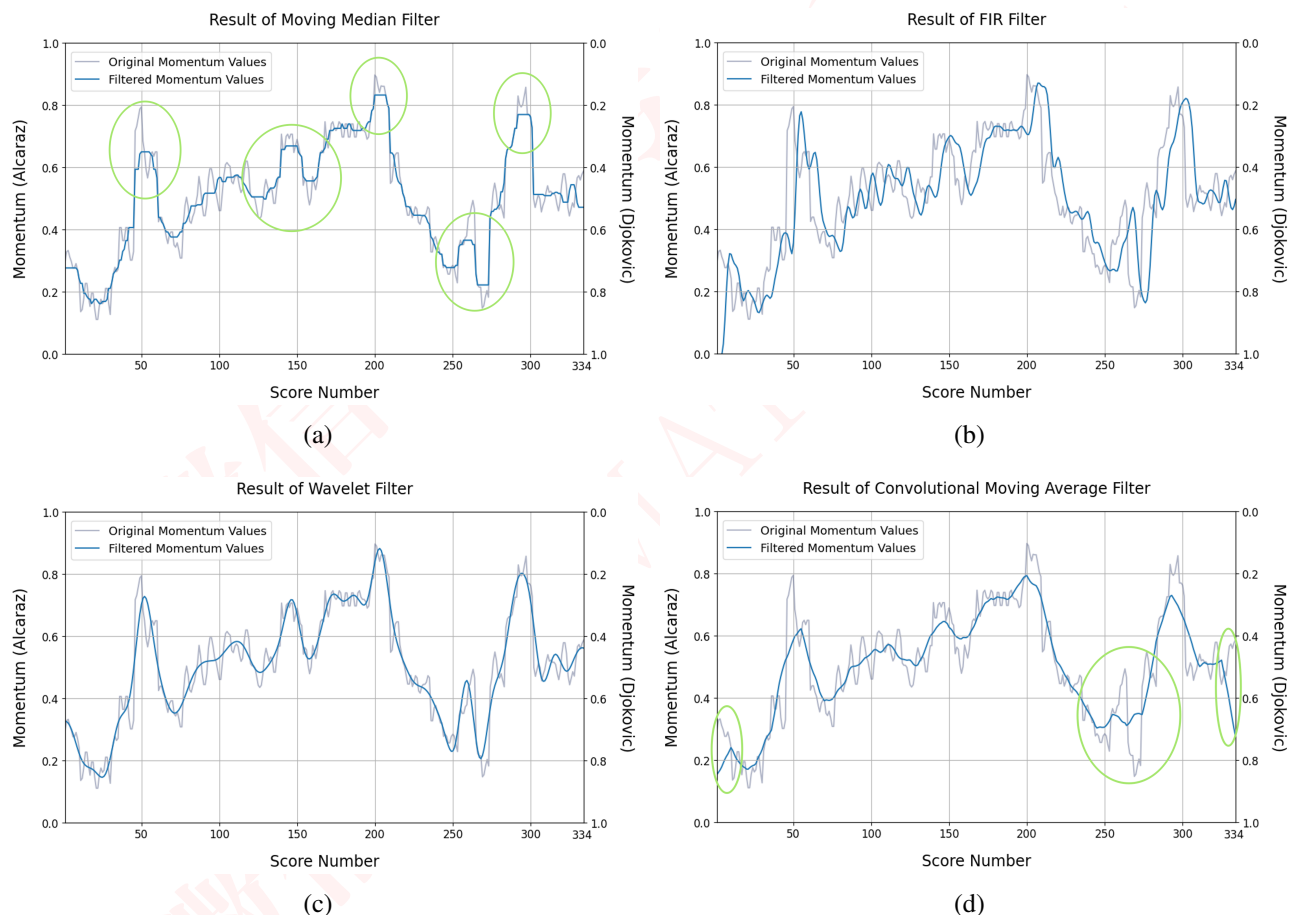 Result of Moving Median Filter
Original Momentum Values
Filtered Momentum Values
Momentum (Alcaraz)
1.0
0.8
0.6
0.4
0.2
0.0
0.0
0.2
0.4
0.6
0.8
1.0
Momentum (Djokovic)
50 100 150 200 250 300 334
Score Number
(a)
Result of FIR Filter
Original Momentum Values
Filtered Momentum Values
Momentum (Alcaraz)
1.0
0.8
0.6
0.4
0.2
0.0
0.0
0.2
0.4
0.6
0.8
1.0
Momentum (Djokovic)
50 100 150 200 250 300 334
Score Number
(b)
Result of Wavelet Filter
Original Momentum Values
Filtered Momentum Values
Momentum (Alcaraz)
1.0
0.8
0.6
0.4
0.2
0.0
0.0
0.2
0.4
0.6
0.8
1.0
Momentum (Djokovic)
50 100 150 200 250 300 334
Score Number
(c)
Result of Convolutional Moving Average Filter
Original Momentum Values
Filtered Momentum Values
Momentum (Alcaraz)
1.0
0.8
0.6
0.4
0.2
0.0
0.0
0.2
0.4
0.6
0.8
1.0
Momentum (Djokovic)
50 100 150 200 250 300 334
Score Number
(d)